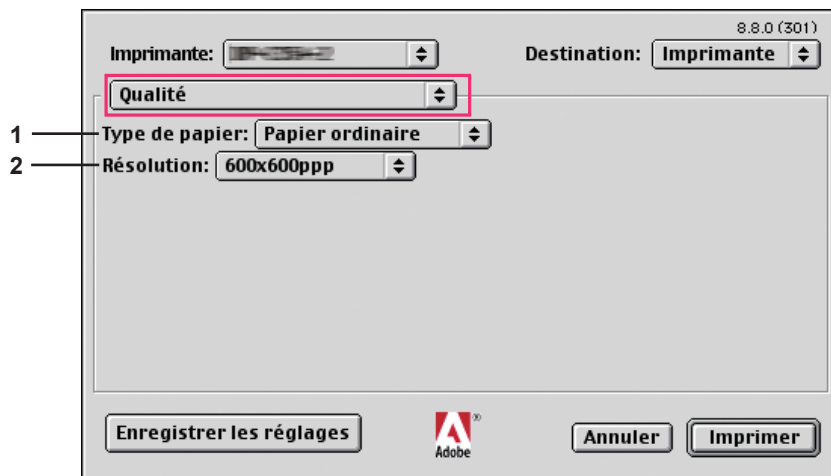 8.8.0 (301)
Imprimante: Destination: Imprimante
Qualité
1 Type de papier: Papier ordinaire
2 Résolution: 600x600ppp
Enregistrer les réglages Adobe ® Annuler Imprimer